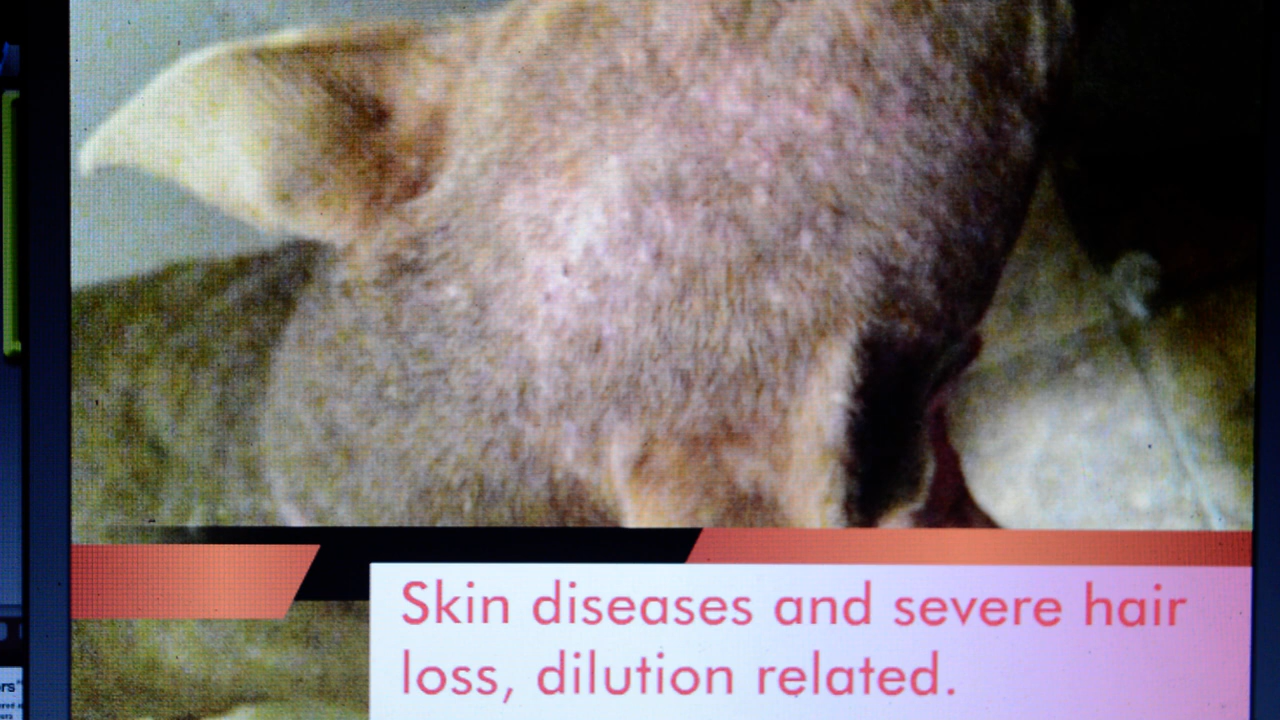 Skin diseases and severe hair
loss, dilution related.